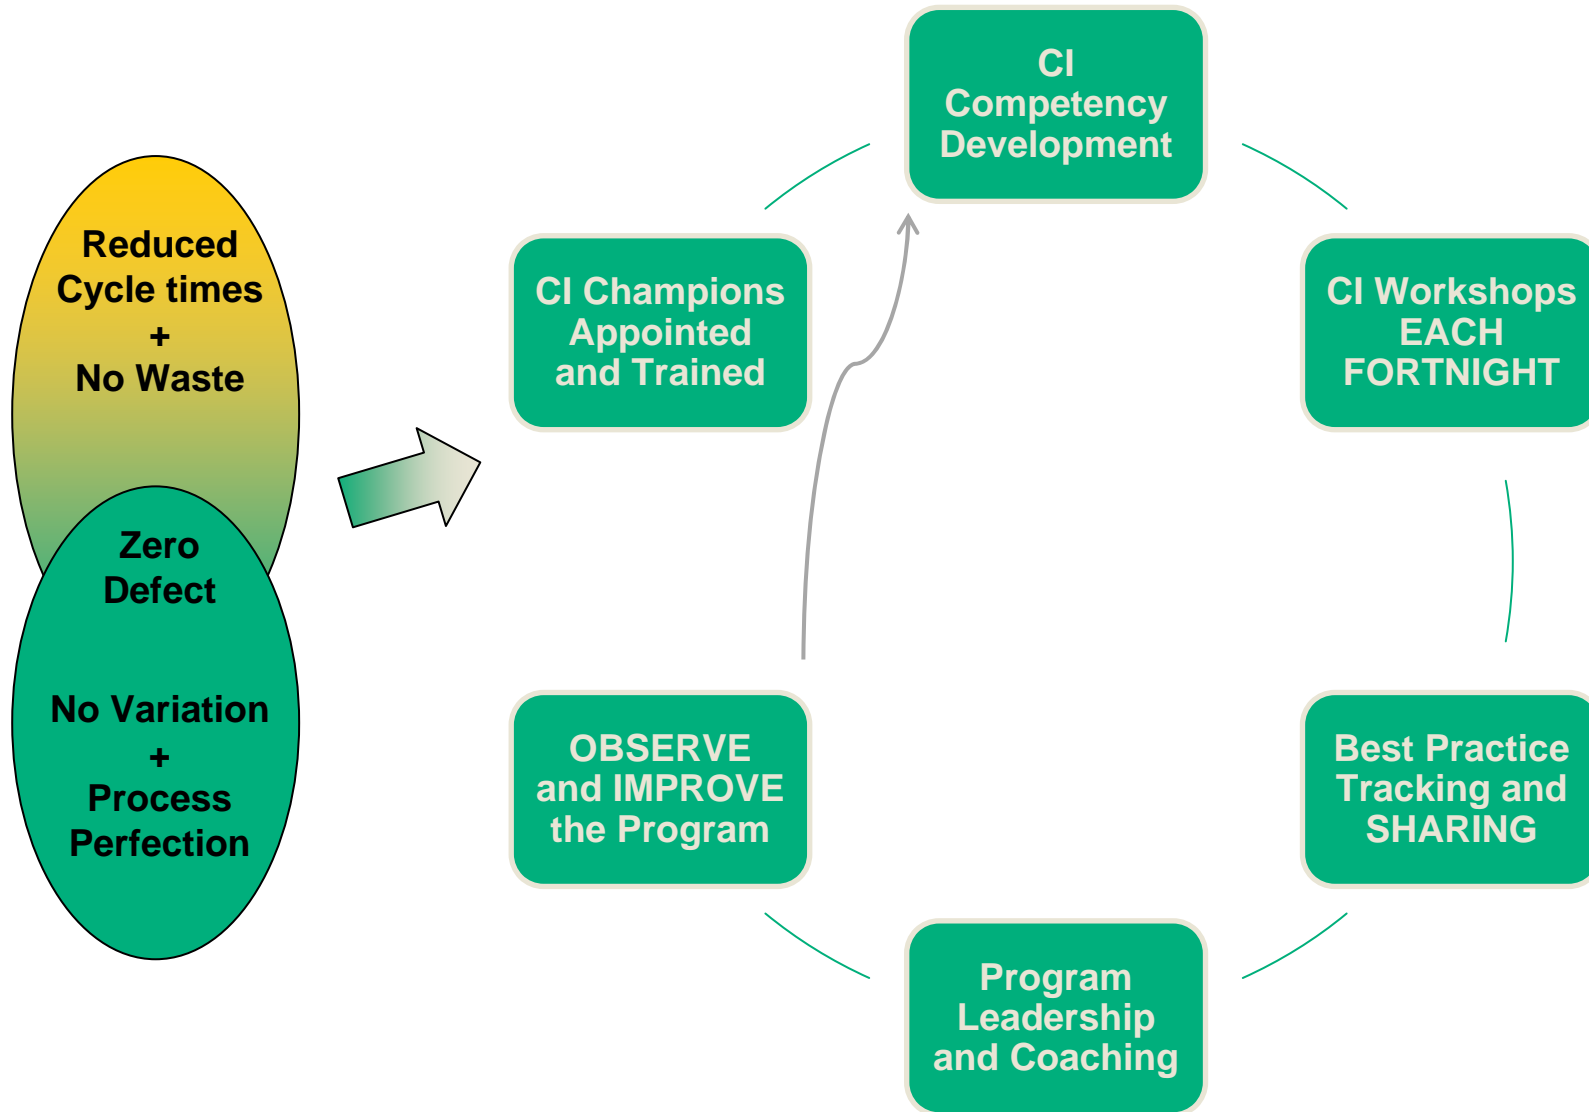 Reduced
Cycle times
+
No Waste
Zero
Defect
No Variation
+
Process
Perfection
CI
Competency
Development
CI Champions
Appointed
and Trained
CI Workshops
EACH
FORTNIGHT
OBSERVE
and IMPROVE
the Program
Best Practice
Tracking and
SHARING
Program
Leadership
and Coaching